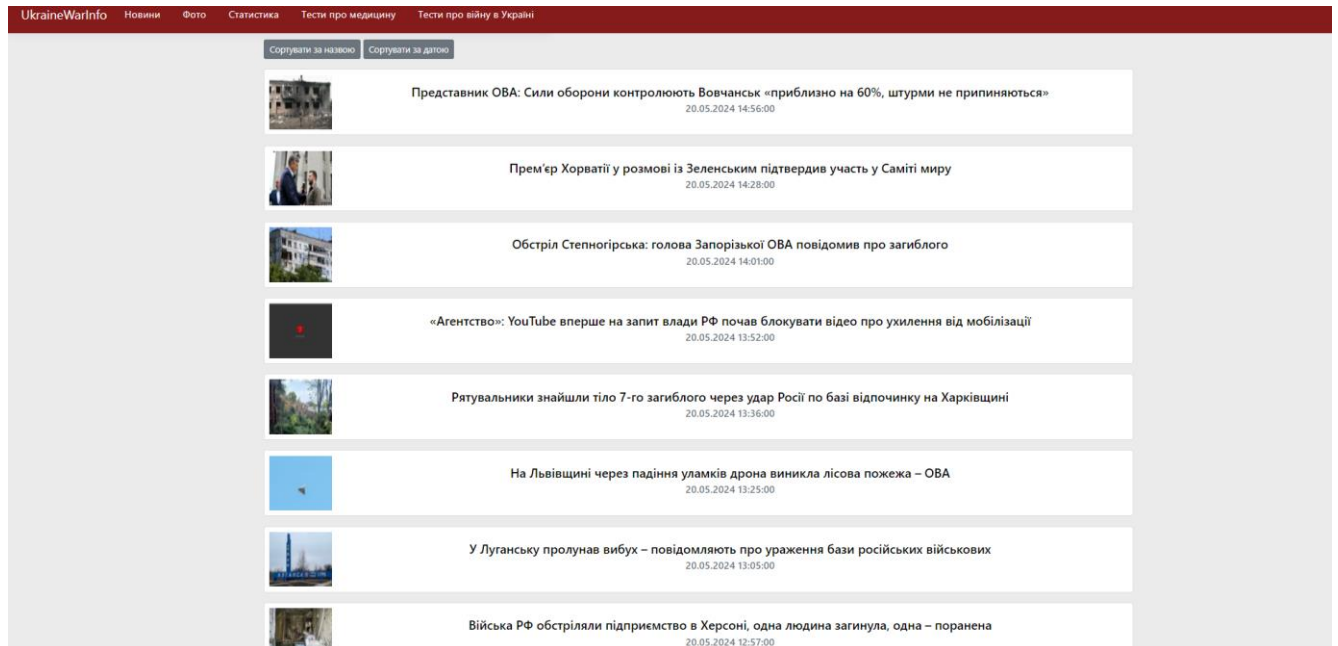 UkraineWarInfo Новини Фото Статистика Тести про медицину Тести про війну в Україні
Сортувати за назвою Сортувати за датою
Представник ОВА: Сили оборони контролюють Вовчанськ «приблизно на 60%, штурми не припиняються»
20.05.2024 14:56:00
Прем’єр Хорватії у розмові із Зеленським підтвердив участь у Саміті миру
20.05.2024 14:28:00
Обстріл Степногірська: голова Запорізької ОВА повідомив про загиблого
20.05.2024 14:01:00
«Агентство»: YouTube вперше на запит влади РФ почав блокувати відео про ухилення від мобілізації
20.05.2024 13:52:00
Рятувальники знайшли тіло 7-го загиблого через удар Росії по базі відпочинку на Харківщині
20.05.2024 13:36:00
На Львівщині через падіння уламків дрона виникла лісова пожежа – ОВА
20.05.2024 13:25:00
У Луганську пролунав вибух – повідомляють про ураження бази російських військових
20.05.2024 13:05:00
Війська РФ обстріляли підприємство в Херсоні, одна людина загинула, одна – поранена
20.05.2024 12:57:00